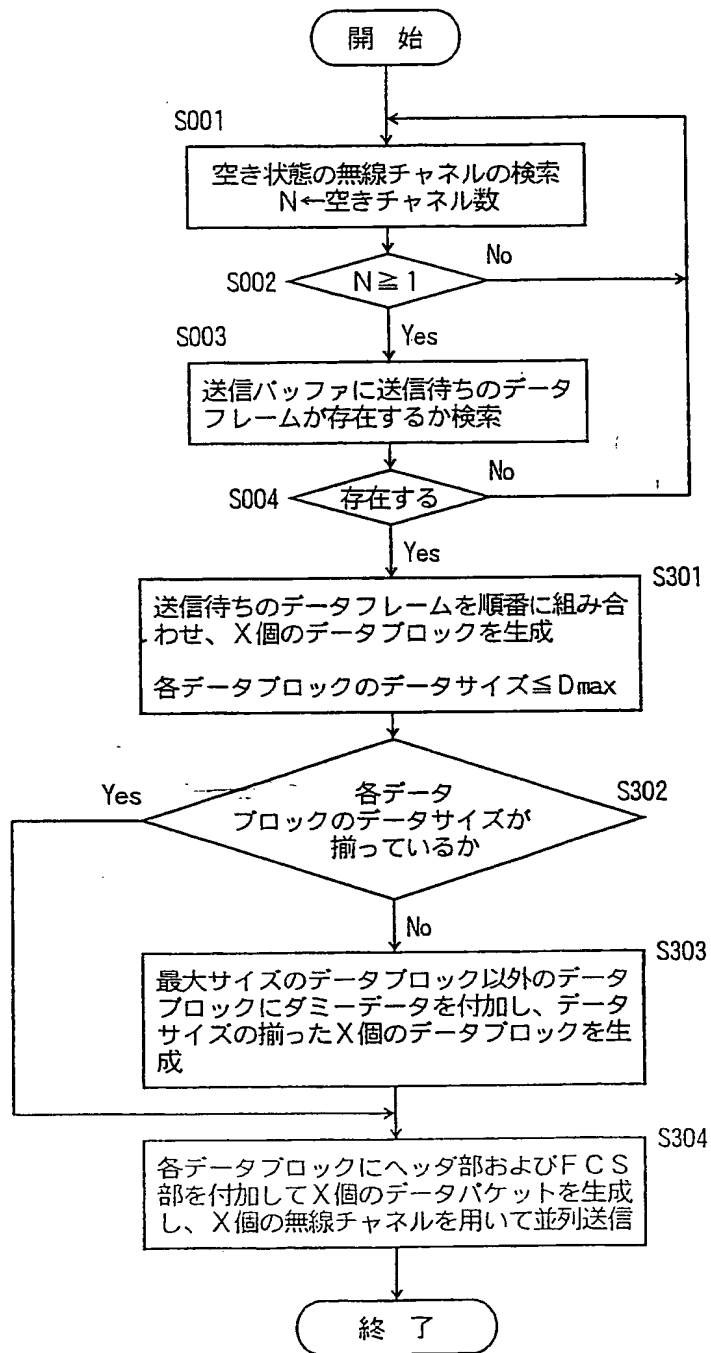 開 始
S001
空き状態の無線チャネルの検索
N←空きチャネル数
No
S002
N≧1
Yes
S003
送信バッファに送信待ちのデータ
フレームが存在するか検索
No
S004
存在する
Yes
S301
送信待ちのデータフレームを順番に組み合
わせ、X個のデータブロックを生成
各データブロックのデータサイズ≦Dmax
Yes
各データ
S302
ブロックのデータサイズが
揃っているか
No
S303
最大サイズのデータブロック以外のデータ
ブロックにダミーデータを付加し、データ
サイズの揃ったX個のデータブロックを生
成
S304
各データブロックにヘッダ部およびFCS
部を付加してX個のデータパケットを生成
し、X個の無線チャネルを用いて並列送信
終 了